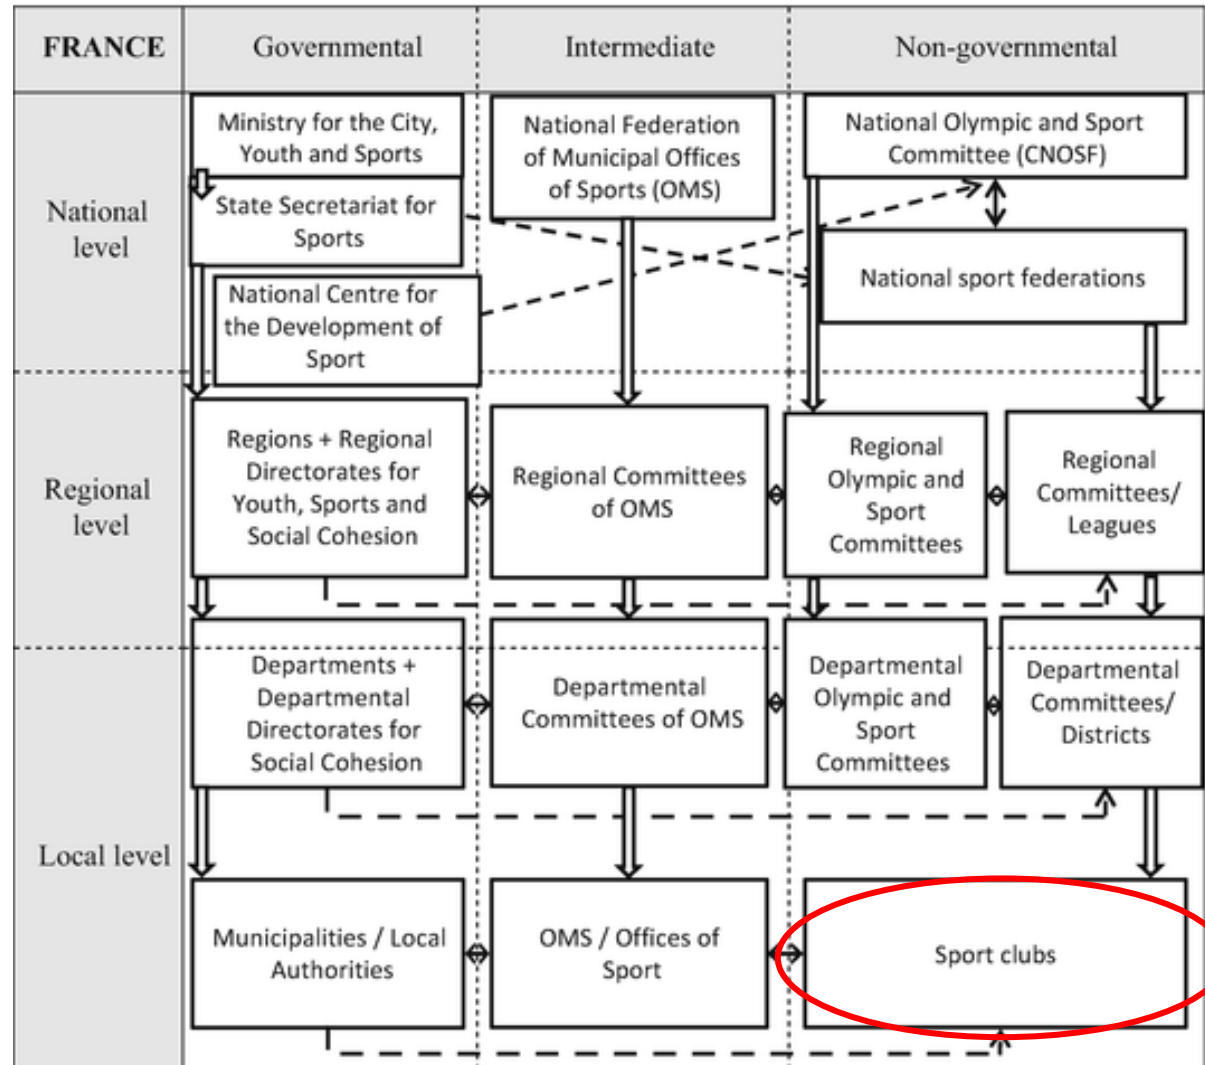 FRANCE
Governmental
Intermediate
Non-governmental
National
level
Ministry for the City,
Youth and Sports
State Secretariat for
Sports
National Centre for
the Development of
Sport
National Federation
of Municipal Offices
of Sports (OMS)
National Olympic and Sport
Committee (CNOSF)
National sport federations
Regional
level
Regions + Regional
Directorates for
Youth, Sports and
Social Cohesion
Regional Committees
of OMS
Regional
Olympic and
Sport
Committees
Regional
Committees/
Leagues
Local level
Departments +
Departmental
Directorates for
Social Cohesion
Departmental
Committees of OMS
Departmental
Olympic and
Sport
Committees
Departmental
Committees/
Districts
Municipalities / Local
Authorities
OMS / Offices of
Sport
Sport clubs